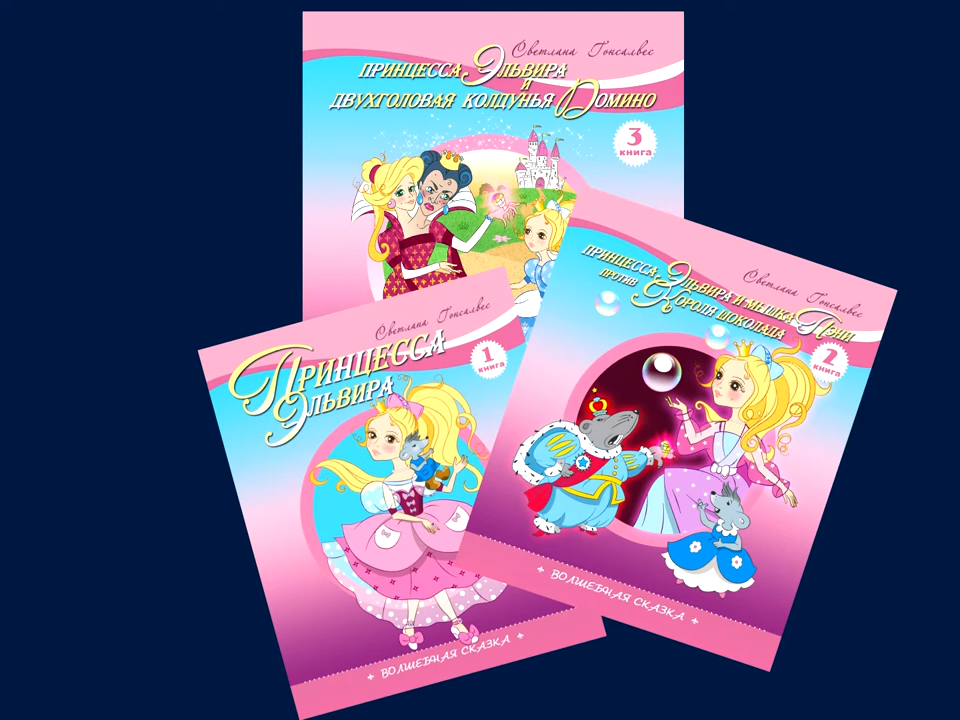 Светлана Гонсалвес
ПРИНЦЕССА ЭЛЬВИРА
И
ДВУХГОЛОВАЯ КОЛДУНЬЯ ДОМИНО
3
книга
Светлана Гонсалвес
ПРИНЦЕССА
ЭЛЬВИРА
1
книга
ВОЛШЕБНАЯ СКАЗКА
Светлана Гонсалвес
ПРИНЦЕССА ЭЛЬВИРА И МЫШКА ПЭНИ
ПРОТИВ КОРОЛЯ ШОКОЛАДА
2
книга
ВОЛШЕБНАЯ СКАЗКА